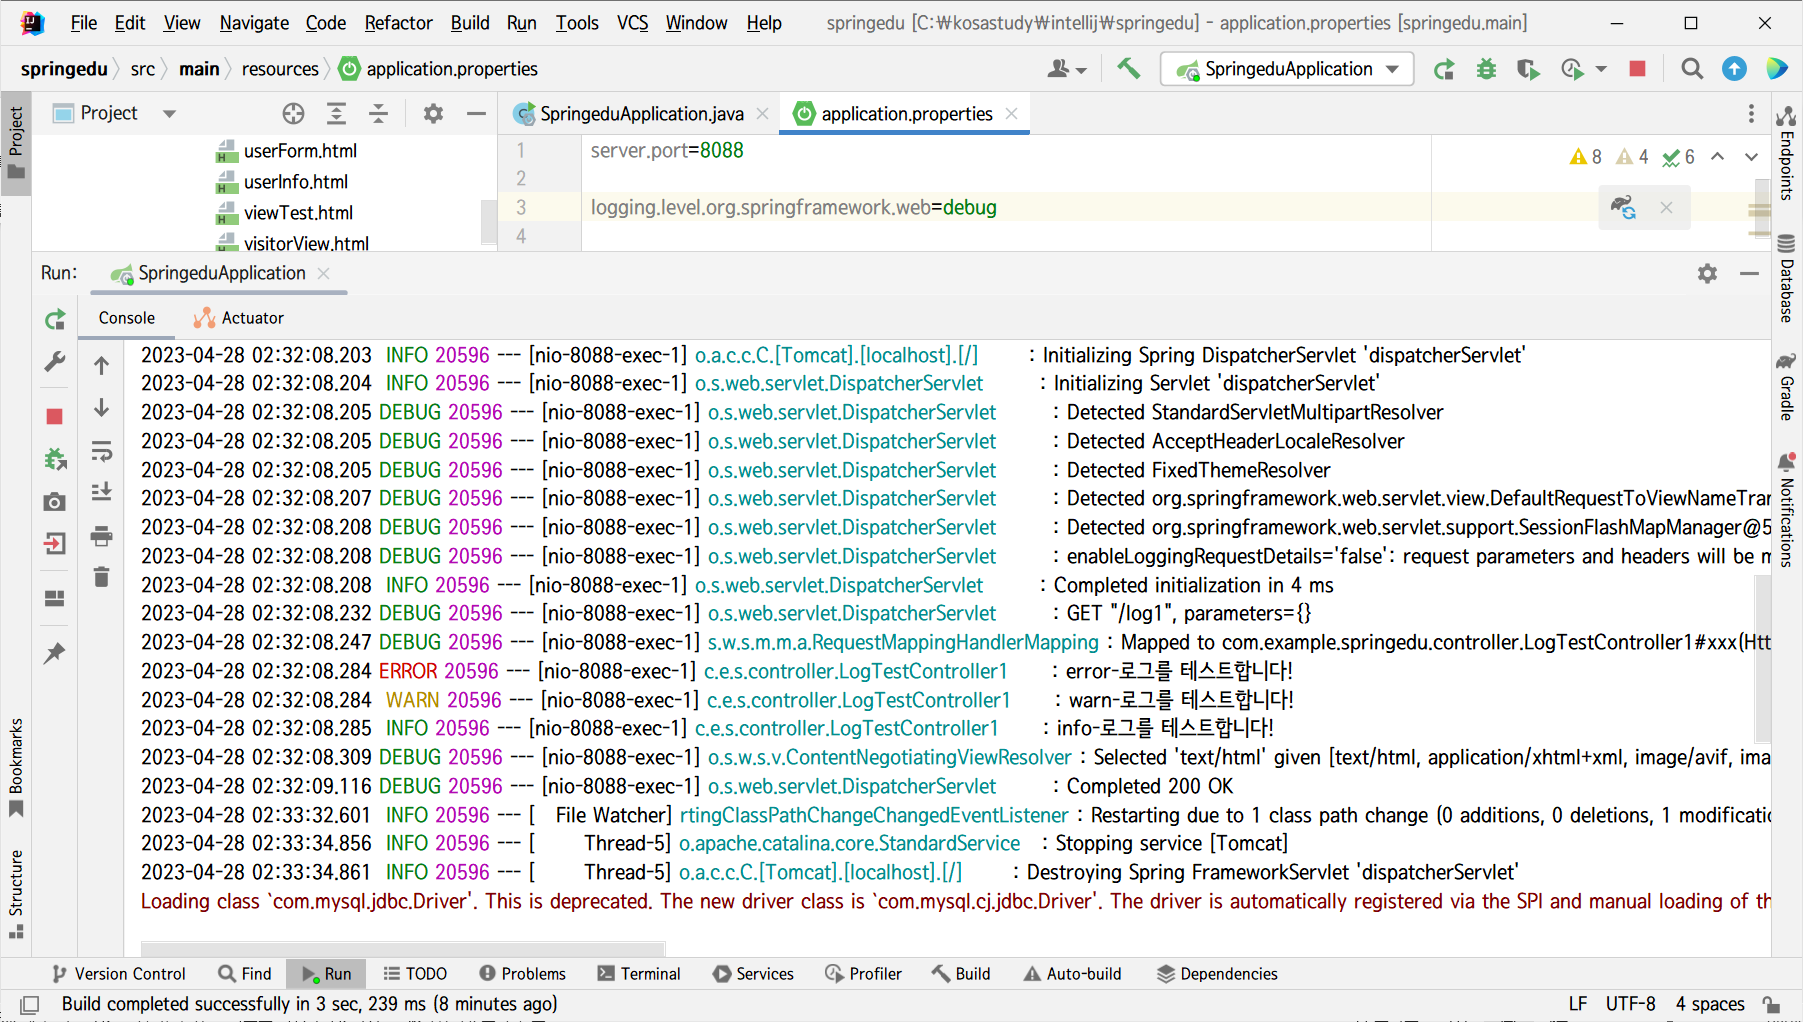 File Edit View Navigate Code Refactor Build Run Tools VCS Window Help springedu [C:₩kosastudy₩intellij₩springedu] - application.properties [springedu.main]
springedu src main resources application.properties SpringeduApplication
Project SpringeduApplication.java application.properties
Project
userForm.html
userInfo.html
viewTest.html
visitorView.html
1 server.port=8088
2
3 logging.level.org.springframework.web=debug
4
8 4 6
Endpoints
Database
Gradle
Notifications
Run: SpringeduApplication
Console Actuator
2023-04-28 02:32:08.203 INFO 20596 --- [nio-8088-exec-1] o.a.c.c.C.[Tomcat].[localhost].[/] : Initializing Spring DispatcherServlet 'dispatcherServlet'
2023-04-28 02:32:08.204 INFO 20596 --- [nio-8088-exec-1] o.s.web.servlet.DispatcherServlet : Initializing Servlet 'dispatcherServlet'
2023-04-28 02:32:08.205 DEBUG 20596 --- [nio-8088-exec-1] o.s.web.servlet.DispatcherServlet : Detected StandardServletMultipartResolver
2023-04-28 02:32:08.205 DEBUG 20596 --- [nio-8088-exec-1] o.s.web.servlet.DispatcherServlet : Detected AcceptHeaderLocaleResolver
2023-04-28 02:32:08.205 DEBUG 20596 --- [nio-8088-exec-1] o.s.web.servlet.DispatcherServlet : Detected FixedThemeResolver
2023-04-28 02:32:08.207 DEBUG 20596 --- [nio-8088-exec-1] o.s.web.servlet.DispatcherServlet : Detected org.springframework.web.servlet.view.DefaultRequestToViewNameTran
2023-04-28 02:32:08.208 DEBUG 20596 --- [nio-8088-exec-1] o.s.web.servlet.DispatcherServlet : Detected org.springframework.web.servlet.support.SessionFlashMapManager@5
2023-04-28 02:32:08.208 DEBUG 20596 --- [nio-8088-exec-1] o.s.web.servlet.DispatcherServlet : enableLoggingRequestDetails='false': request parameters and headers will be m
2023-04-28 02:32:08.208 INFO 20596 --- [nio-8088-exec-1] o.s.web.servlet.DispatcherServlet : Completed initialization in 4 ms
2023-04-28 02:32:08.232 DEBUG 20596 --- [nio-8088-exec-1] o.s.web.servlet.DispatcherServlet : GET "/log1", parameters={}
2023-04-28 02:32:08.247 DEBUG 20596 --- [nio-8088-exec-1] s.w.s.m.m.a.RequestMappingHandlerMapping : Mapped to com.example.springedu.controller.LogTestController1#xxx(Htt
2023-04-28 02:32:08.284 ERROR 20596 --- [nio-8088-exec-1] c.e.s.controller.LogTestController1 : error-로그를 테스트합니다!
2023-04-28 02:32:08.284 WARN 20596 --- [nio-8088-exec-1] c.e.s.controller.LogTestController1 : warn-로그를 테스트합니다!
2023-04-28 02:32:08.285 INFO 20596 --- [nio-8088-exec-1] c.e.s.controller.LogTestController1 : info-로그를 테스트합니다!
2023-04-28 02:32:08.309 DEBUG 20596 --- [nio-8088-exec-1] o.s.w.s.v.ContentNegotiatingViewResolver : Selected 'text/html' given [text/html, application/xhtml+xml, image/avif, ima
2023-04-28 02:32:09.116 DEBUG 20596 --- [nio-8088-exec-1] o.s.web.servlet.DispatcherServlet : Completed 200 OK
2023-04-28 02:33:32.601 INFO 20596 --- [ File Watcher] rtingClassPathChangeChangedEventListener : Restarting due to 1 class path change (0 additions, 0 deletions, 1 modificatio
2023-04-28 02:33:34.856 INFO 20596 --- [ Thread-5] o.apache.catalina.core.StandardService : Stopping service [Tomcat]
2023-04-28 02:33:34.861 INFO 20596 --- [ Thread-5] o.a.c.c.C.[Tomcat].[localhost].[/] : Destroying Spring FrameworkServlet 'dispatcherServlet'
Loading class `com.mysql.jdbc.Driver'. This is deprecated. The new driver class is `com.mysql.cj.jdbc.Driver'. The driver is automatically registered via the SPI and manual loading of th
Bookmarks
Structure
Version Control Find Run TODO Problems Terminal Services Profiler Build Auto-build Dependencies
Build completed successfully in 3 sec, 239 ms (8 minutes ago) LF UTF-8 4 spaces